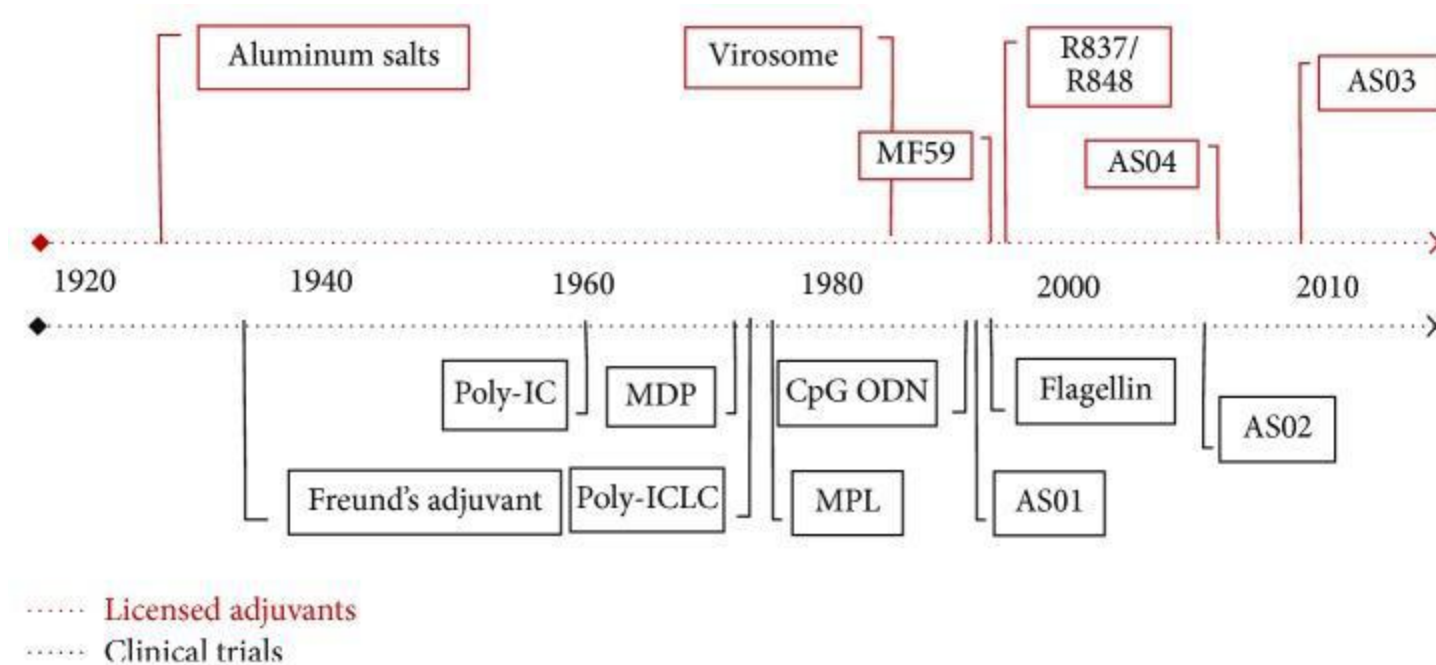 Aluminum salts
Virosome
R837/
R848
AS03
MF59
AS04
1920 1940 1960 1980 2000 2010
Poly-IC
MDP
CpG ODN
Flagellin
AS02
Freund's adjuvant
Poly-ICLC
MPL
AS01
Licensed adjuvants
Clinical trials